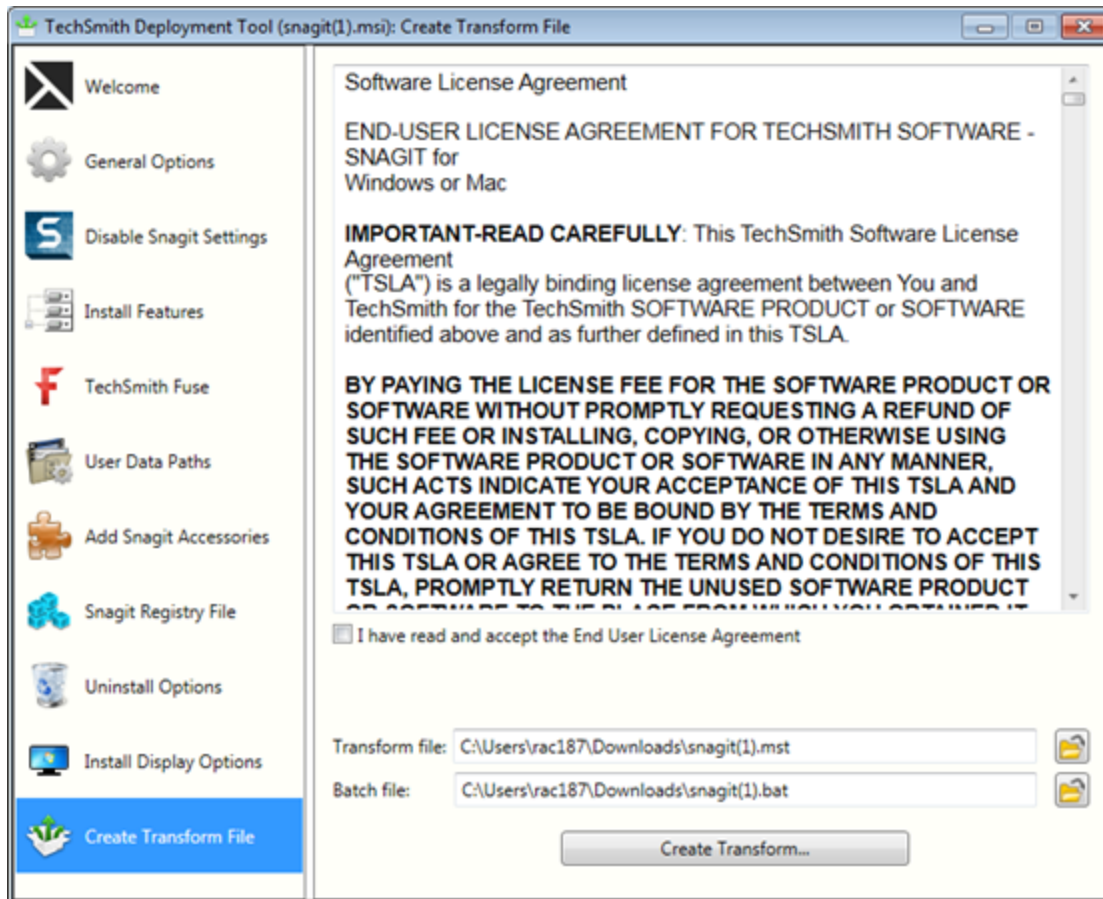 TechSmith Deployment Tool (snagit(1).msi): Create Transform File
Welcome
General Options
Disable Snagit Settings
Install Features
TechSmith Fuse
User Data Paths
Add Snagit Accessories
Snagit Registry File
Uninstall Options
Install Display Options
Create Transform File
Software License Agreement
END-USER LICENSE AGREEMENT FOR TECHSMITH SOFTWARE -
SNAGIT for
Windows or Mac
IMPORTANT-READ CAREFULLY: This TechSmith Software License
Agreement
("TSLA") is a legally binding license agreement between You and
TechSmith for the TechSmith SOFTWARE PRODUCT or SOFTWARE
identified above and as further defined in this TSLA.
BY PAYING THE LICENSE FEE FOR THE SOFTWARE PRODUCT OR
SOFTWARE WITHOUT PROMPTLY REQUESTING A REFUND OF
SUCH FEE OR INSTALLING, COPYING, OR OTHERWISE USING
THE SOFTWARE PRODUCT OR SOFTWARE IN ANY MANNER,
SUCH ACTS INDICATE YOUR ACCEPTANCE OF THIS TSLA AND
YOUR AGREEMENT TO BE BOUND BY THE TERMS AND
CONDITIONS OF THIS TSLA. IF YOU DO NOT DESIRE TO ACCEPT
THIS TSLA OR AGREE TO THE TERMS AND CONDITIONS OF THIS
TSLA, PROMPTLY RETURN THE UNUSED SOFTWARE PRODUCT
OR SOFTWARE TO THE PLACE FROM WHICH YOU OBTAINED IT
I have read and accept the End User License Agreement
Transform file: C:\Users\rac187\Downloads\snagit(1).mst
Batch file: C:\Users\rac187\Downloads\snagit(1).bat
Create Transform...